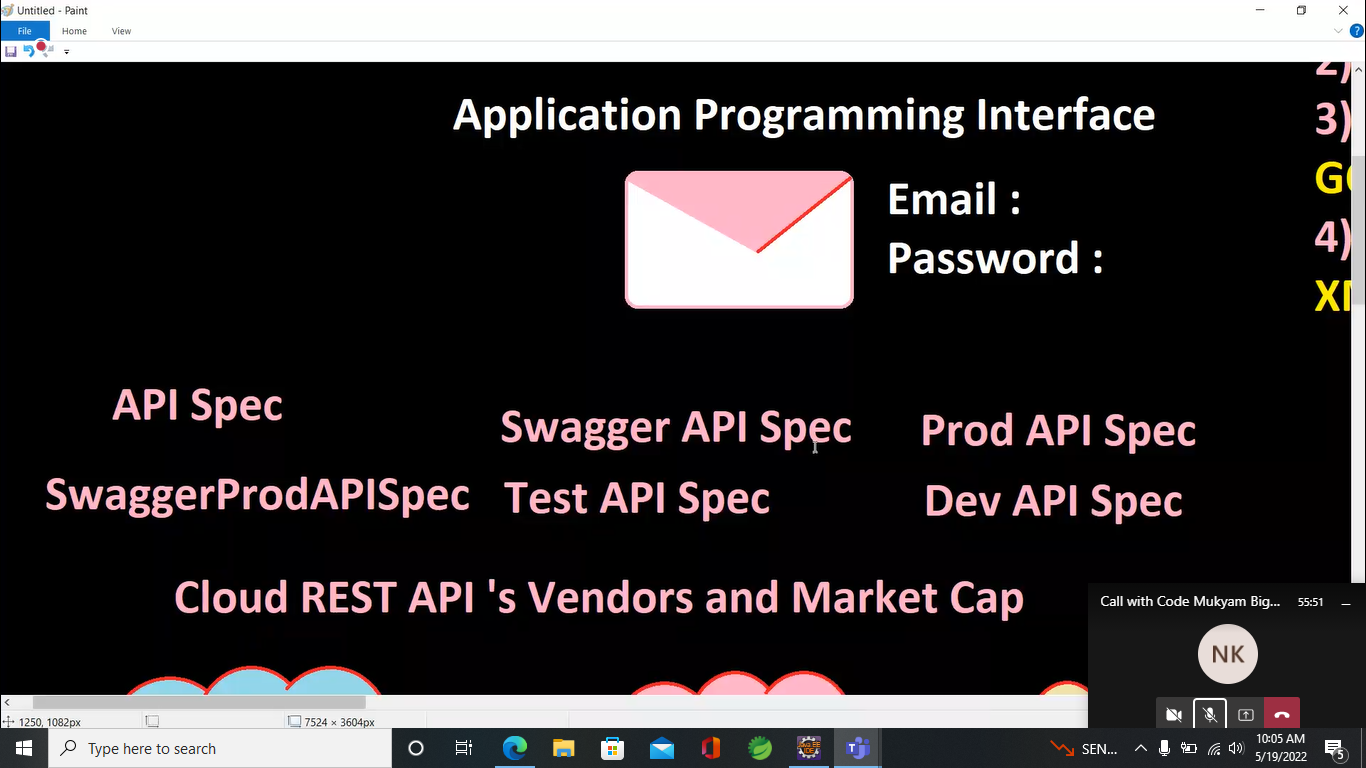 Untitled - Paint
File Home View
Application Programming Interface
2)
3)
Email :
Password :
4)
API Spec
Swagger API Spec
Prod API Spec
SwaggerProdAPISpec
Test API Spec
Dev API Spec
Cloud REST API 's Vendors and Market Cap
Call with Code Mukyam Big... 55:51
NK
1250, 1082px
7524 × 3604px
Type here to search
SEN...
10:05 AM
5/19/2022
5